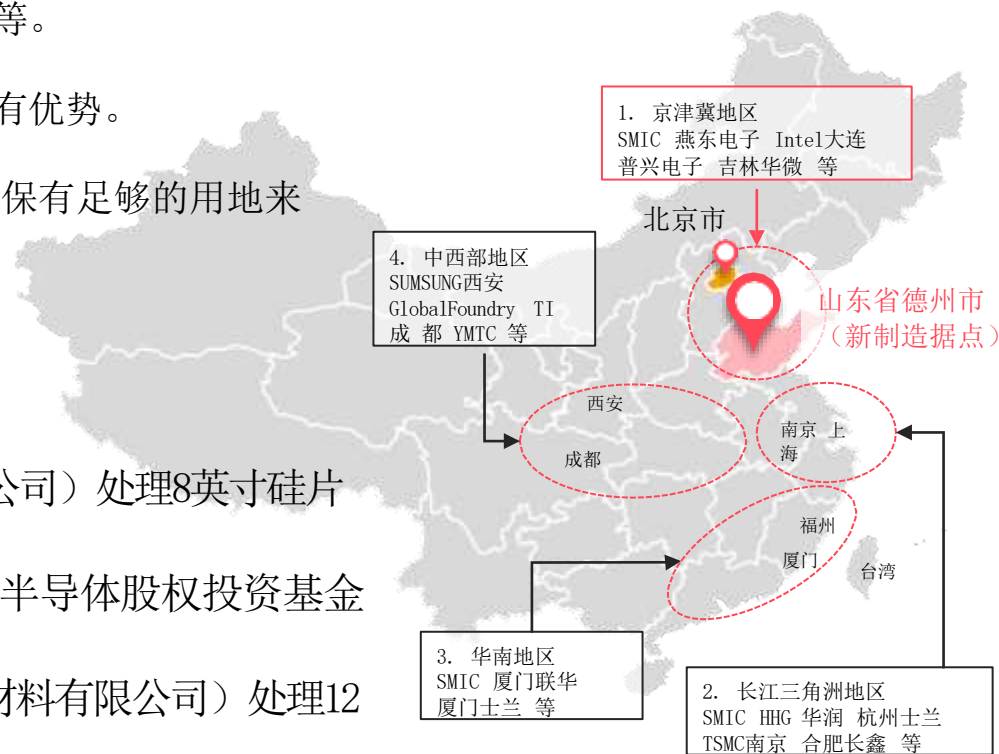 等。
有优势。
保有足够的用地来
公司）处理8英寸硅片
半导体股权投资基金
材料有限公司）处理12
1. 京津冀地区
SMIC 燕东电子 Intel大连
普兴电子 吉林华微 等
北京市
4. 中西部地区
SUMSUNG西安
GlobalFoundry TI
成 都 YMTC 等
山东省德州市
（新制造据点）
西安
成都
南京 上
海
福州
厦门
台湾
3. 华南地区
SMIC 厦门联华
厦门士兰 等
2. 长江三角洲地区
SMIC HHG 华润 杭州士兰
TSMC南京 合肥长鑫 等